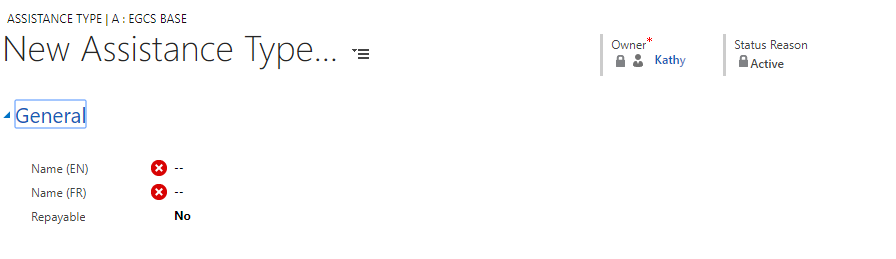 ASSISTANCE TYPE | A : EGCS BASE
New Assistance Type...
Owner*
Kathy
Status Reason
Active
General
Name (EN) --
Name (FR) --
Repayable No